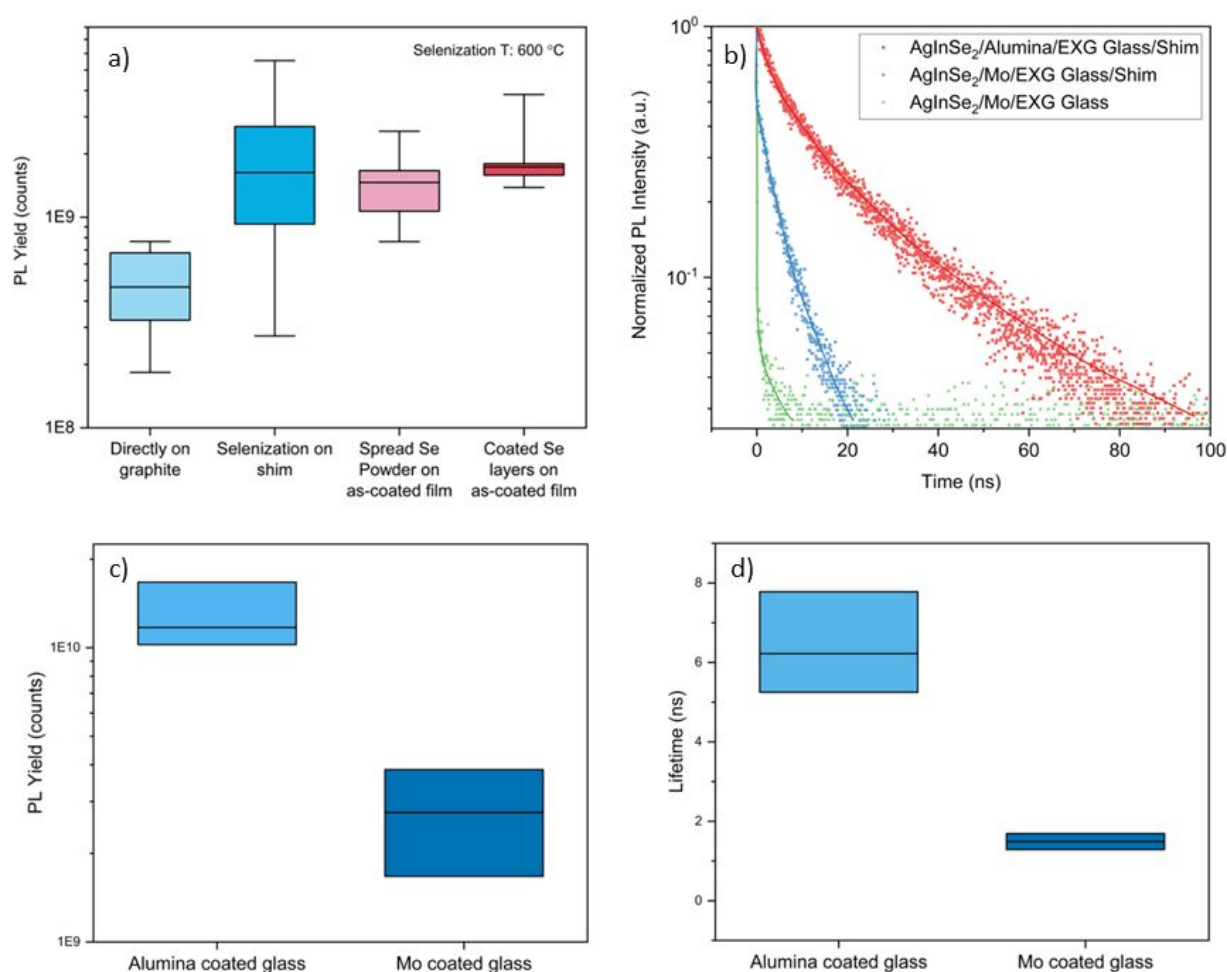 a)
Selenization T: 600 °C
PL Yield (counts)
1E9
1E8
Directly on
graphite
Selenization on
shim
Spread Se
Powder on
as-coated film
Coated Se
layers on
as-coated film
b)
AgInSe₂/Alumina/EXG Glass/Shim
AgInSe₂/Mo/EXG Glass/Shim
AgInSe₂/Mo/EXG Glass
Normalized PL Intensity (a.u.)
10⁰
10⁻¹
0 20 40 60 80 100
Time (ns)
c)
PL Yield (counts)
1E10
1E9
Alumina coated glass
Mo coated glass
d)
Lifetime (ns)
8
6
4
2
0
Alumina coated glass
Mo coated glass